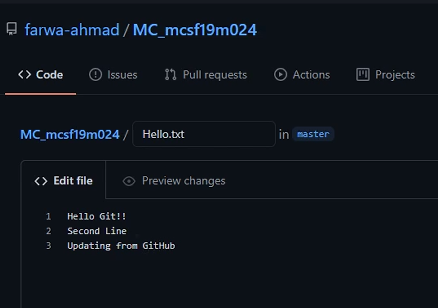 farwa-ahmad / MC_mcsf19m024
<> Code Issues Pull requests Actions Projects
MC_mcsf19m024 / Hello.txt in master
<> Edit file Preview changes
1 Hello Git!!
2 Second Line
3 Updating from GitHub